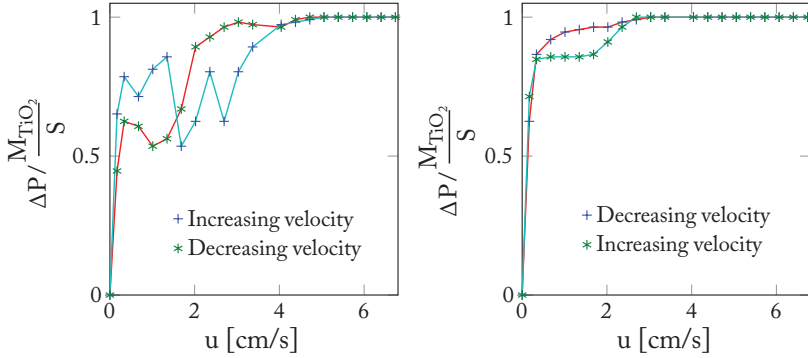 1
0.5
0
ΔP/ M_TiO₂ / S
0 2 4 6
u [cm/s]
Increasing velocity
Decreasing velocity
1
0.5
0
ΔP/ M_TiO₂ / S
0 2 4 6
u [cm/s]
Decreasing velocity
Increasing velocity